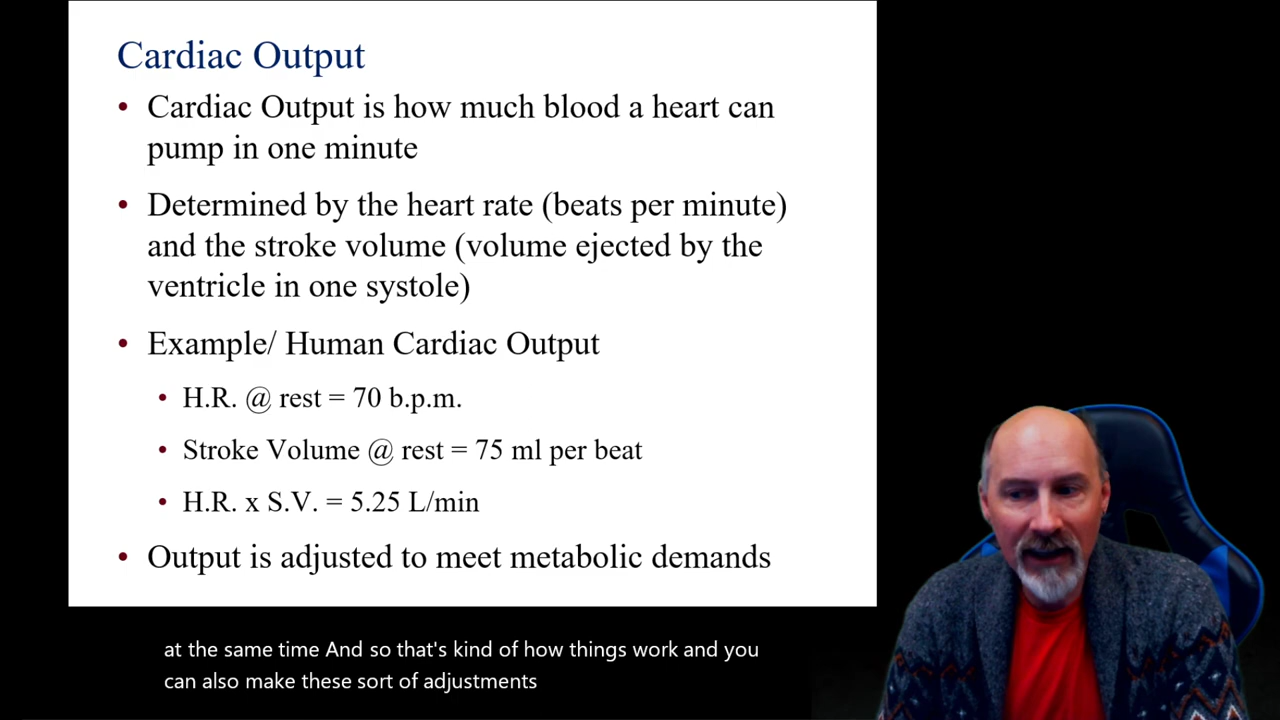 Cardiac Output
• Cardiac Output is how much blood a heart can
pump in one minute
• Determined by the heart rate (beats per minute)
and the stroke volume (volume ejected by the
ventricle in one systole)
• Example/ Human Cardiac Output
• H.R. @ rest = 70 b.p.m.
• Stroke Volume @ rest = 75 ml per beat
• H.R. x S.V. = 5.25 L/min
• Output is adjusted to meet metabolic demands
at the same time And so that's kind of how things work and you
can also make these sort of adjustments